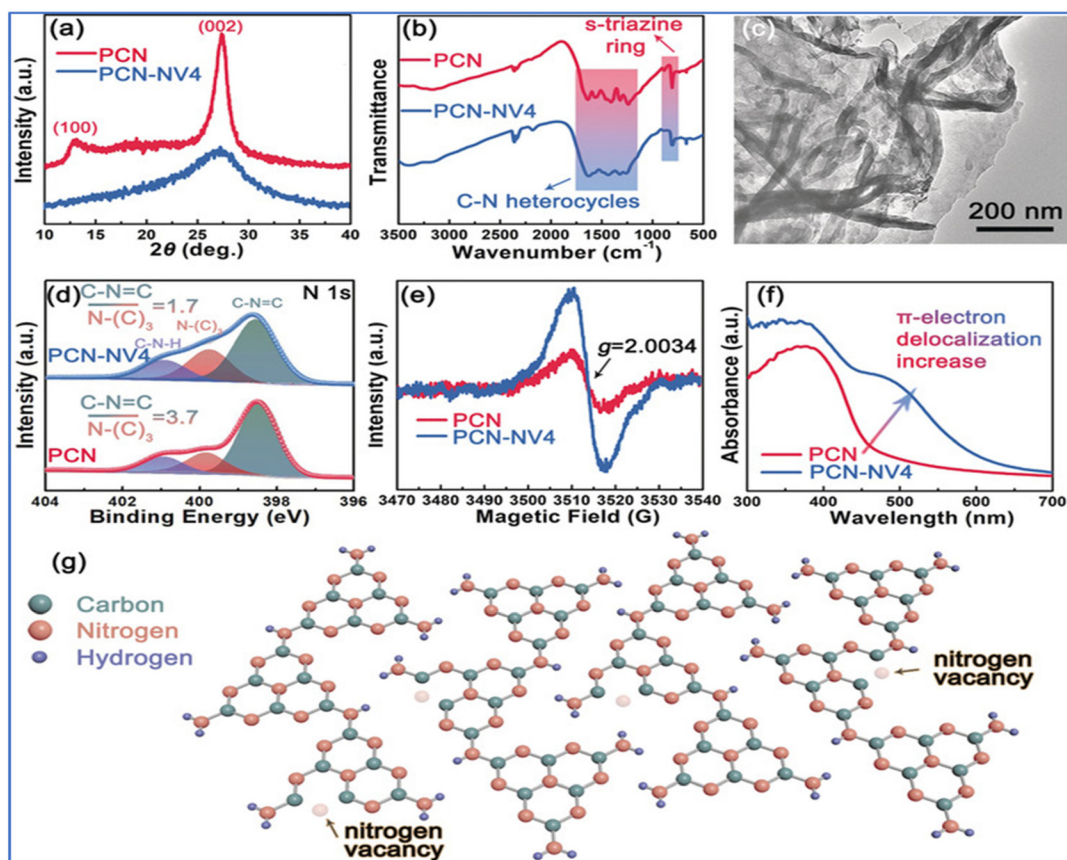 (a)
(002)
PCN
PCN-NV4
(100)
Intensity (a.u.)
10 15 20 25 30 35 40
2θ (deg.)
(b)
s-triazine
ring
PCN
PCN-NV4
C-N heterocycles
Transmittance
3500 2500 2000 1500 1000 500
Wavenumber (cm⁻¹)
(c)
200 nm
(d)
N 1s
C-N=C
N-(C)₃
=1.7
C-N=C
N-(C)₃
C-N-H
PCN-NV4
C-N=C
N-(C)₃
=3.7
PCN
Intensity (a.u.)
404 402 400 398 396
Binding Energy (eV)
(e)
g=2.0034
PCN
PCN-NV4
Intensity (a.u.)
3470 3480 3490 3500 3510 3520 3530 3540
Magetic Field (G)
(f)
π-electron
delocalization
increase
PCN
PCN-NV4
Absorbance (a.u.)
300 400 500 600 700
Wavelength (nm)
(g)
Carbon
Nitrogen
Hydrogen
nitrogen
vacancy
nitrogen
vacancy